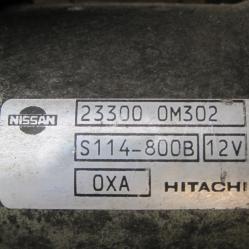 NISSAN 23300 0M302
S114-800B 12V
0XA HITACHI